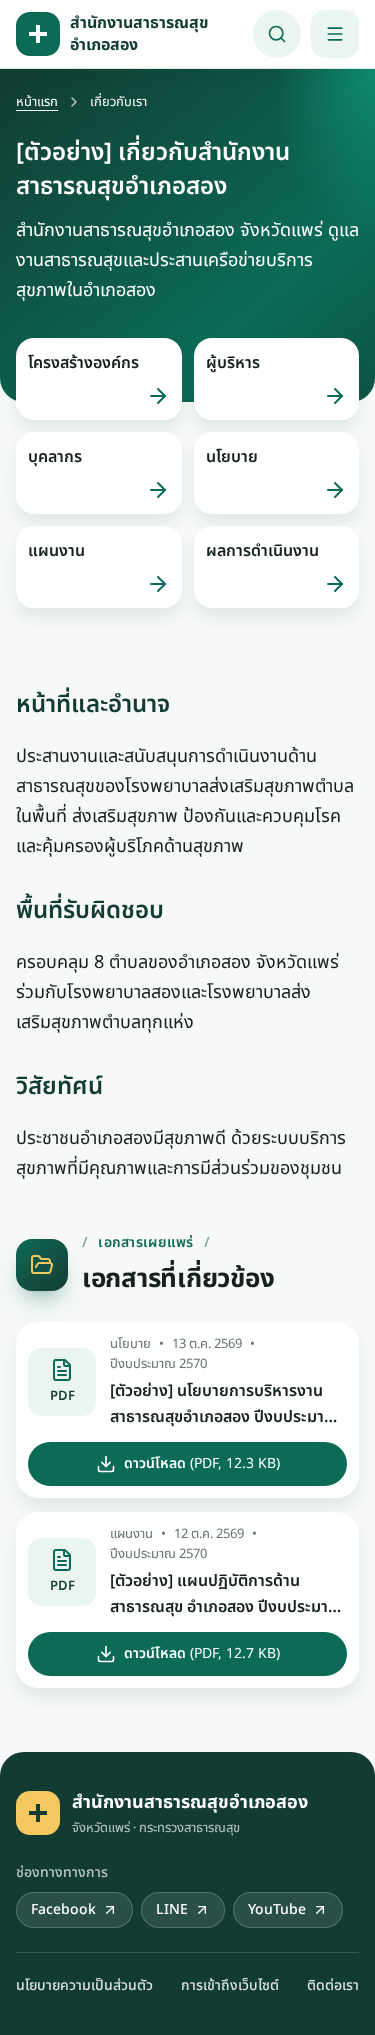 สำนักงานสาธารณสุข
อำเภอสอง
หน้าแรก > เกี่ยวกับเรา
[ตัวอย่าง] เกี่ยวกับสำนักงาน
สาธารณสุขอำเภอสอง
สำนักงานสาธารณสุขอำเภอสอง จังหวัดแพร่ ดูแล
งานสาธารณสุขและประสานเครือข่ายบริการ
สุขภาพในอำเภอสอง
โครงสร้างองค์กร
ผู้บริหาร
บุคลากร
นโยบาย
แผนงาน
ผลการดำเนินงาน
หน้าที่และอำนาจ
ประสานงานและสนับสนุนการดำเนินงานด้าน
สาธารณสุขของโรงพยาบาลส่งเสริมสุขภาพตำบล
ในพื้นที่ ส่งเสริมสุขภาพ ป้องกันและควบคุมโรค
และคุ้มครองผู้บริโภคด้านสุขภาพ
พื้นที่รับผิดชอบ
ครอบคลุม 8 ตำบลของอำเภอสอง จังหวัดแพร่
ร่วมกับโรงพยาบาลสองและโรงพยาบาลส่ง
เสริมสุขภาพตำบลทุกแห่ง
วิสัยทัศน์
ประชาชนอำเภอสองมีสุขภาพดี ด้วยระบบบริการ
สุขภาพที่มีคุณภาพและการมีส่วนร่วมของชุมชน
/ เอกสารเผยแพร่ /
เอกสารที่เกี่ยวข้อง
นโยบาย • 13 ต.ค. 2569 •
ปีงบประมาณ 2570
PDF
[ตัวอย่าง] นโยบายการบริหารงาน
สาธารณสุขอำเภอสอง ปีงบประมา...
ดาวน์โหลด (PDF, 12.3 KB)
แผนงาน • 12 ต.ค. 2569 •
ปีงบประมาณ 2570
PDF
[ตัวอย่าง] แผนปฏิบัติการด้าน
สาธารณสุข อำเภอสอง ปีงบประมา...
ดาวน์โหลด (PDF, 12.7 KB)
สำนักงานสาธารณสุขอำเภอสอง
จังหวัดแพร่ · กระทรวงสาธารณสุข
ช่องทางทางการ
Facebook
LINE
YouTube
นโยบายความเป็นส่วนตัว
การเข้าถึงเว็บไซต์
ติดต่อเรา